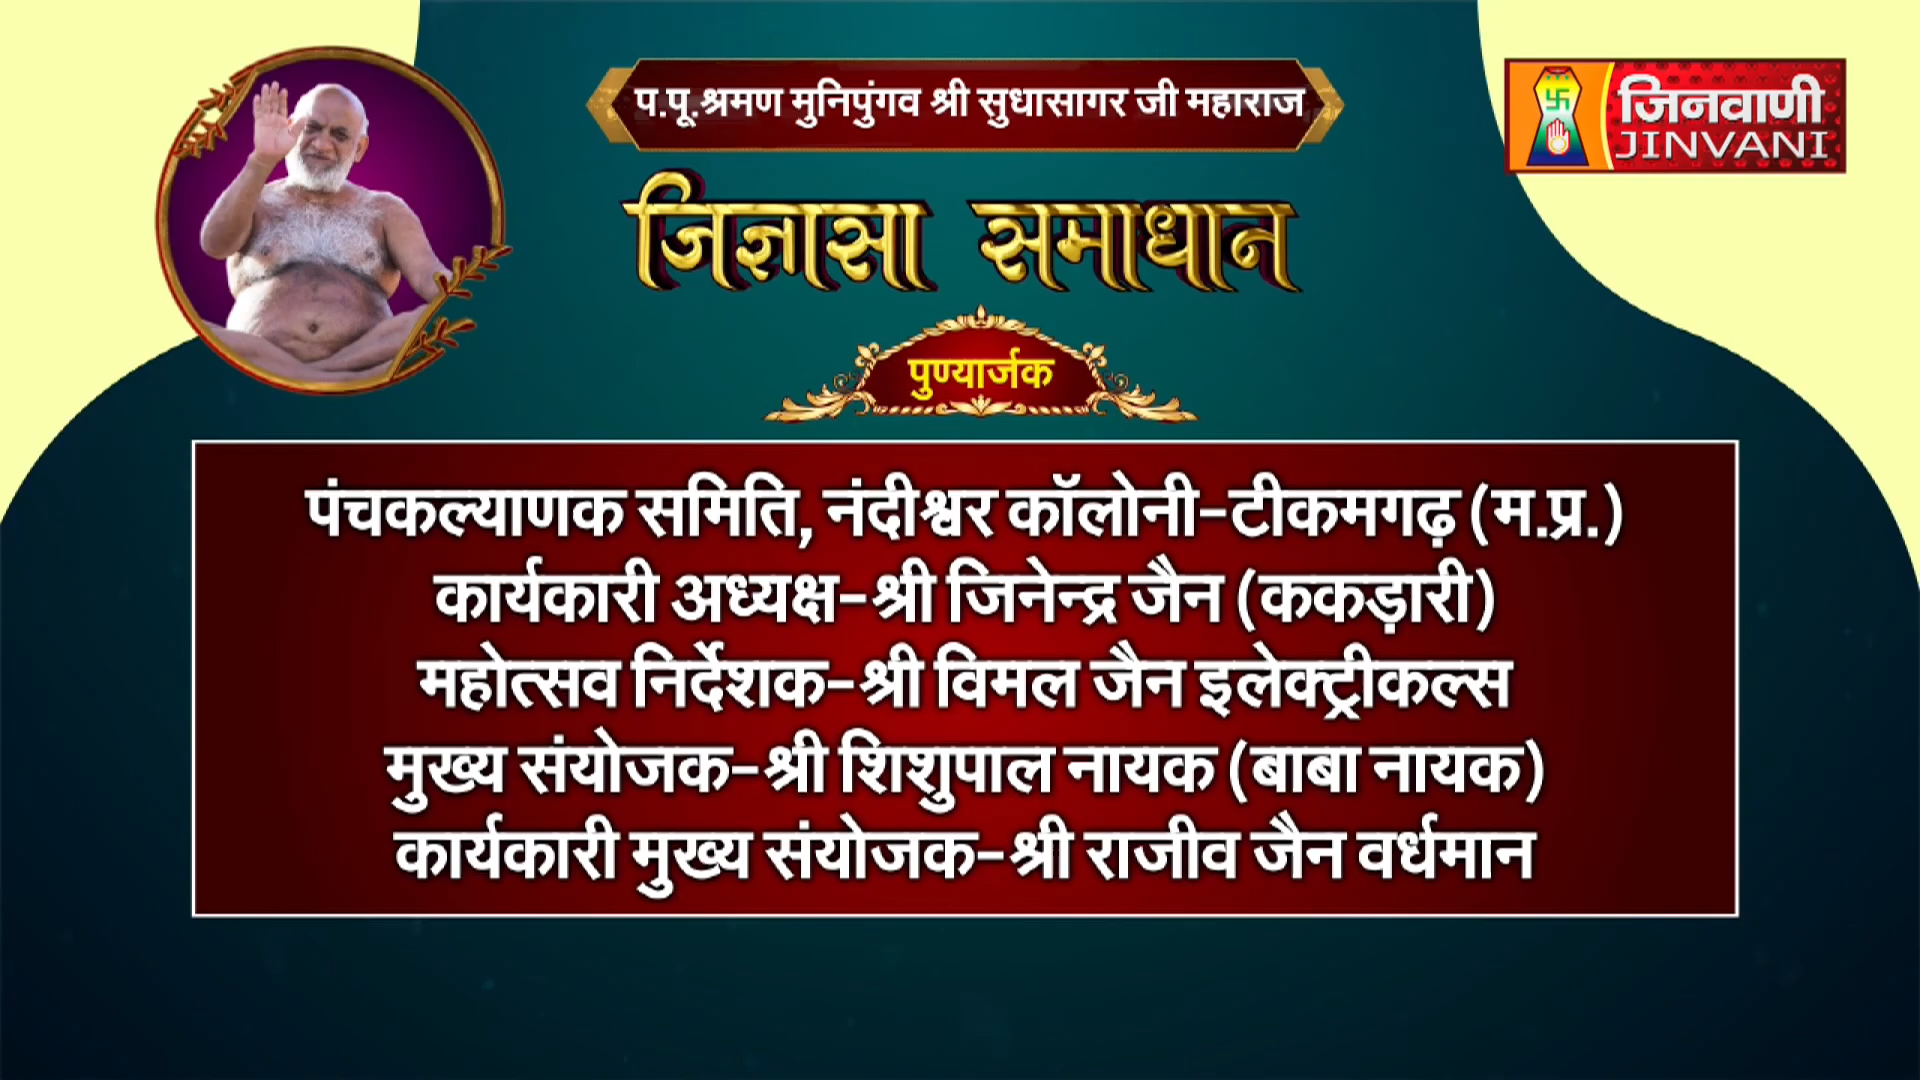 प.पू.श्रमण मुनिपुंगव श्री सुधासागर जी महाराज
जिनवाणी
JINVANI
जिज्ञासा समाधान
पुण्यार्जक
पंचकल्याणक समिति, नंदीश्वर कॉलोनी-टीकमगढ़ (म.प्र.)
कार्यकारी अध्यक्ष-श्री जिनेन्द्र जैन (ककड़ारी)
महोत्सव निर्देशक-श्री विमल जैन इलेक्ट्रीकल्स
मुख्य संयोजक-श्री शिशुपाल नायक (बाबा नायक)
कार्यकारी मुख्य संयोजक-श्री राजीव जैन वर्धमान